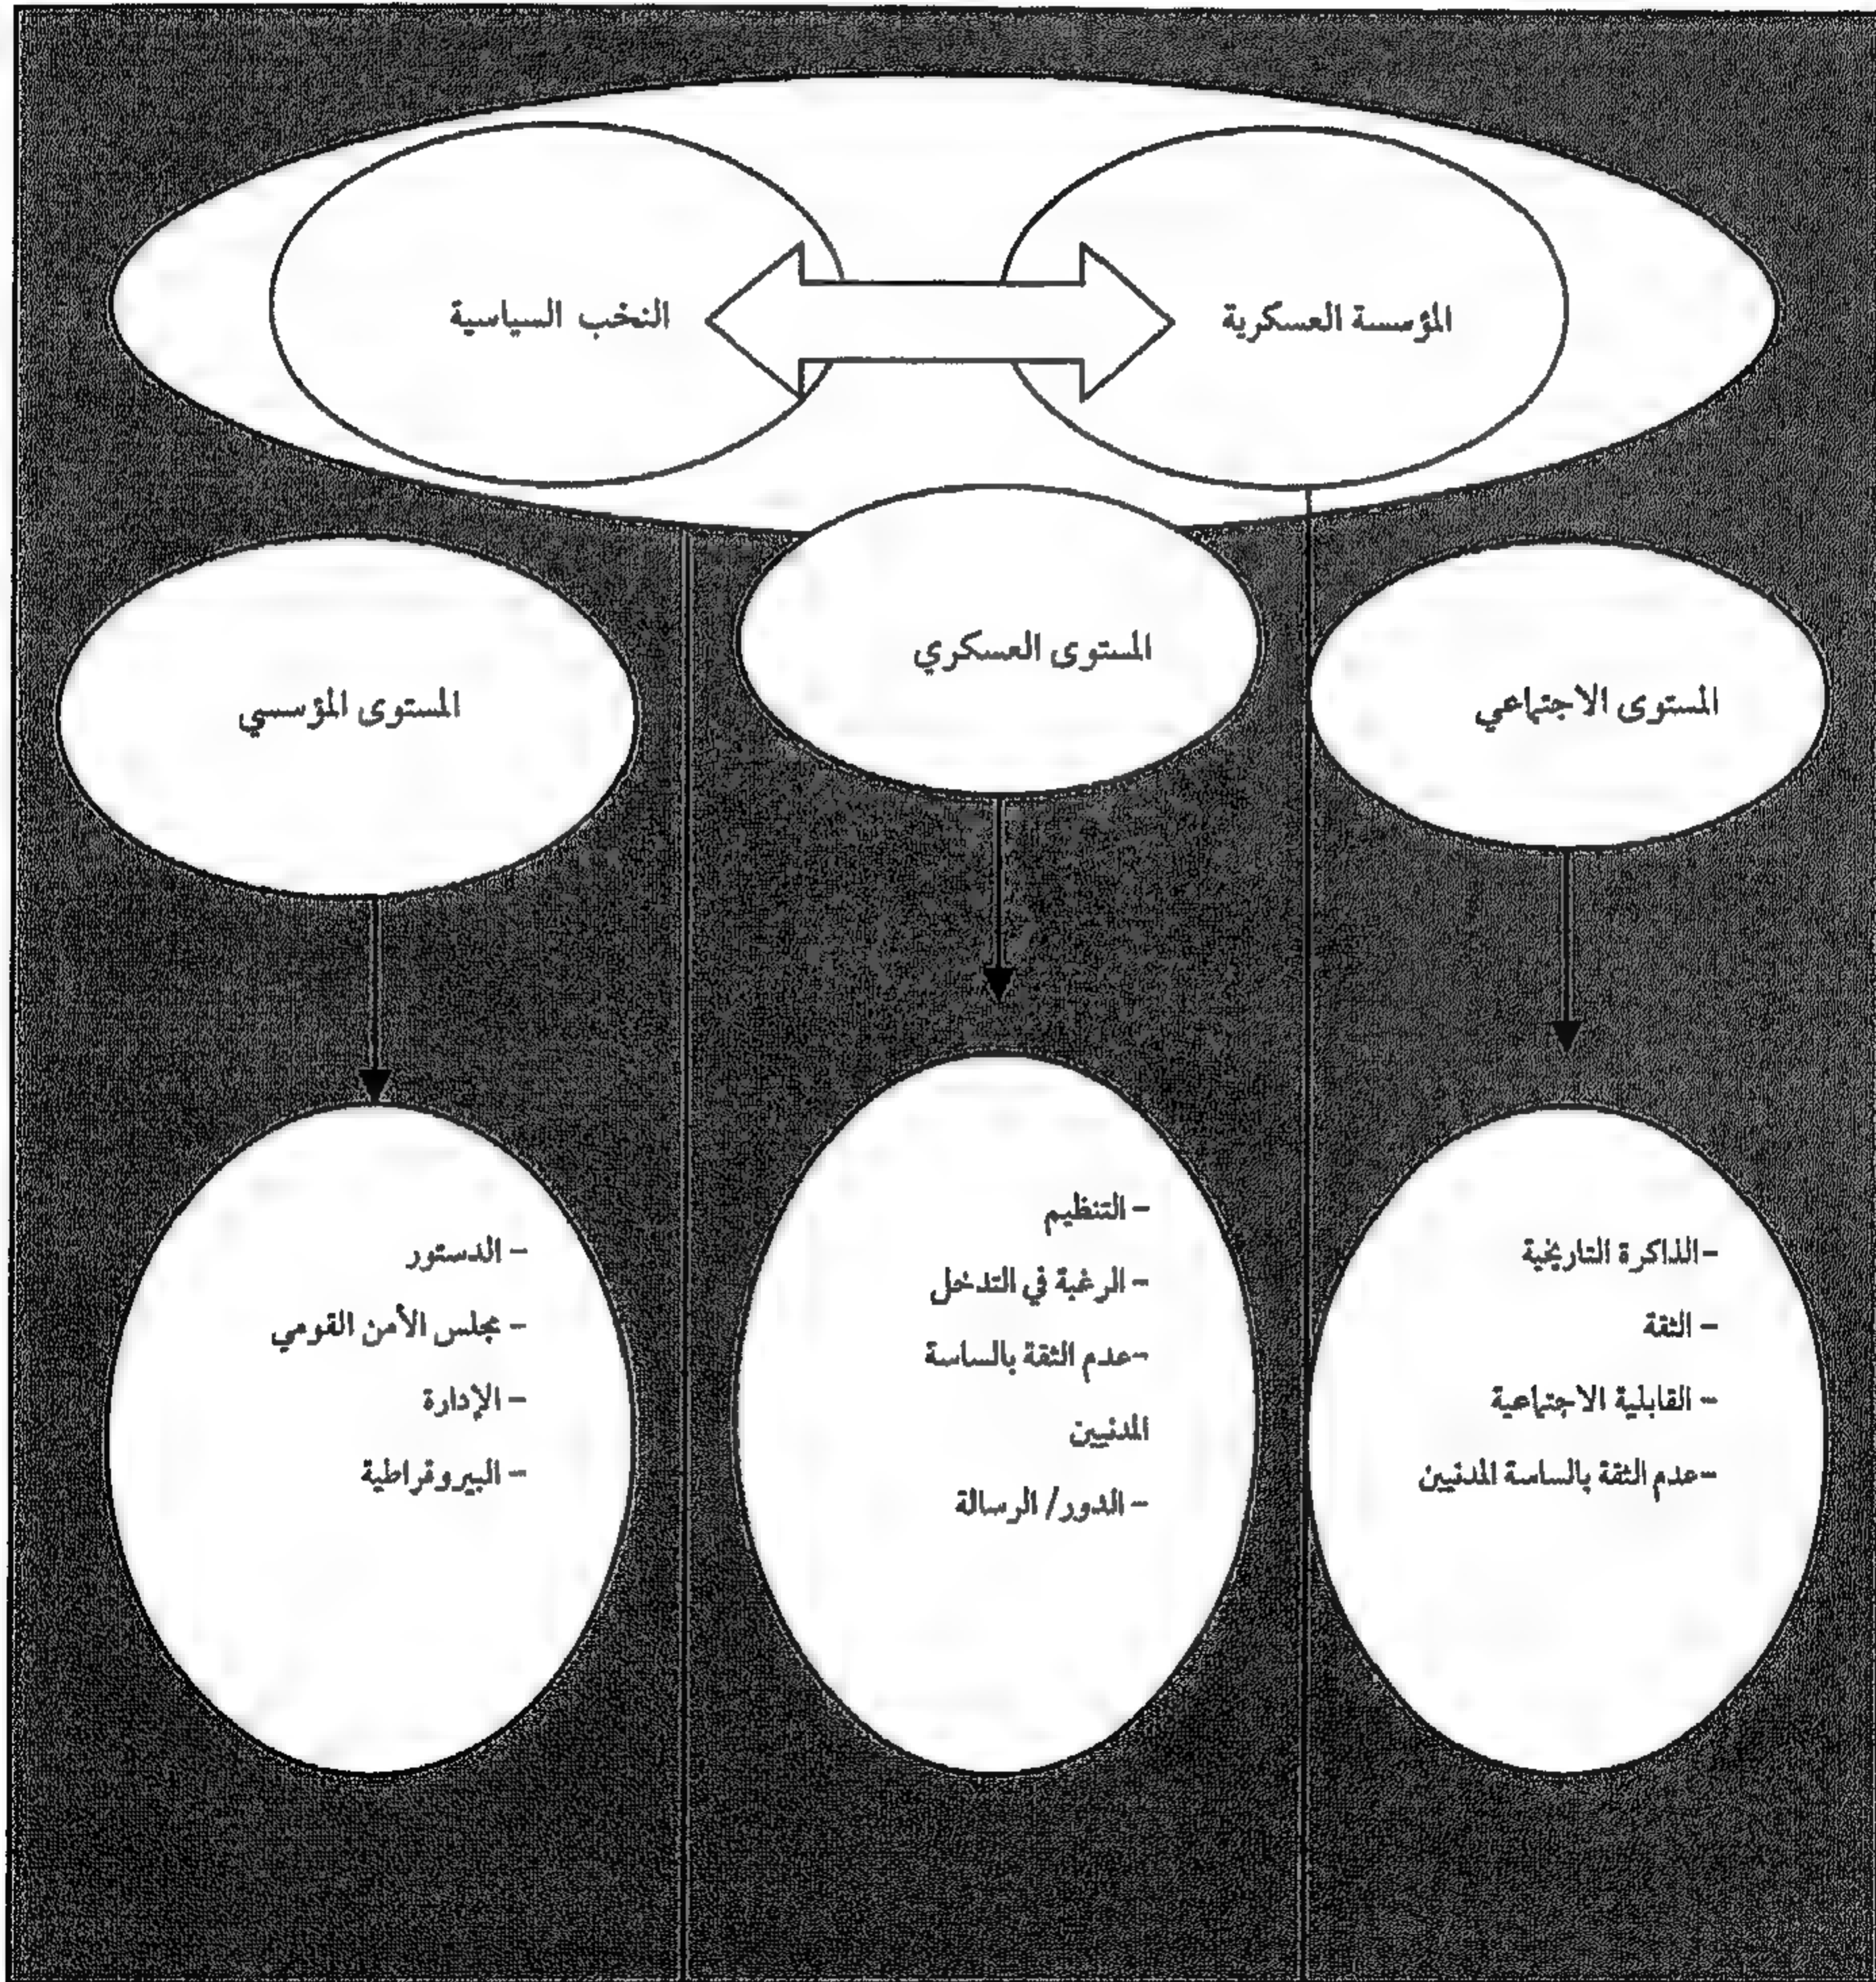 المؤسسة العسكرية
النخب السياسية
المستوى الاجتماعي
المستوى العسكري
المستوى المؤسسي
-الذاكرة التاريخية
- الثقة
- القابلية الاجتماعية
-عدم الثقة بالساسة المدنيين
- التنظيم
- الرغبة في التدخل
-عدم الثقة بالساسة
المدنيين
- الدور/ الرسالة
- الدستور
- مجلس الأمن القومي
- الإدارة
- البيروقراطية